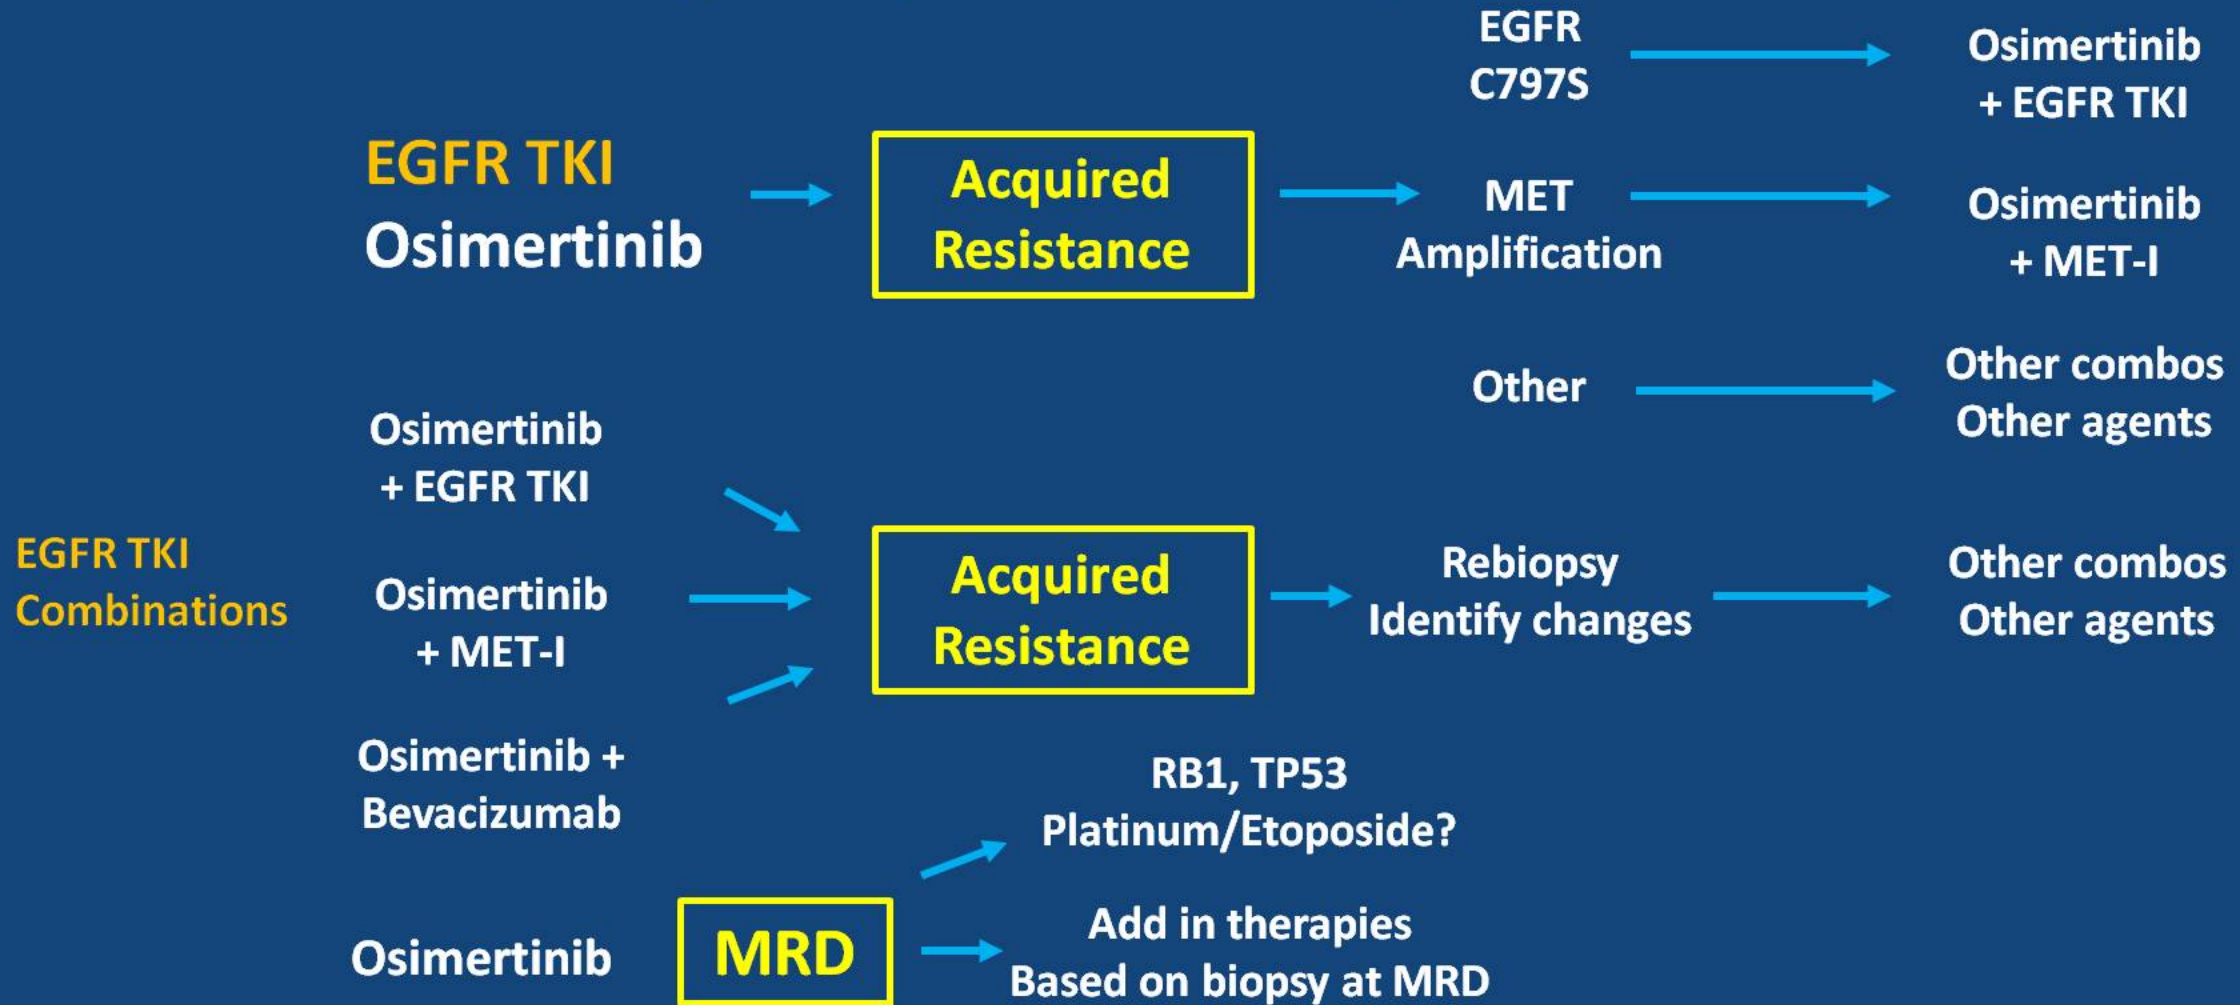 EGFR
C797S
Osimertinib
+ EGFR TKI
EGFR TKI
Osimertinib
Acquired
Resistance
MET
Amplification
Osimertinib
+ MET-I
Other
Other combos
Other agents
EGFR TKI
Combinations
Osimertinib
+ EGFR TKI
Osimertinib
+ MET-I
Osimertinib +
Bevacizumab
Acquired
Resistance
Rebiopsy
Identify changes
Other combos
Other agents
Osimertinib
MRD
RB1, TP53
Platinum/Etoposide?
Add in therapies
Based on biopsy at MRD